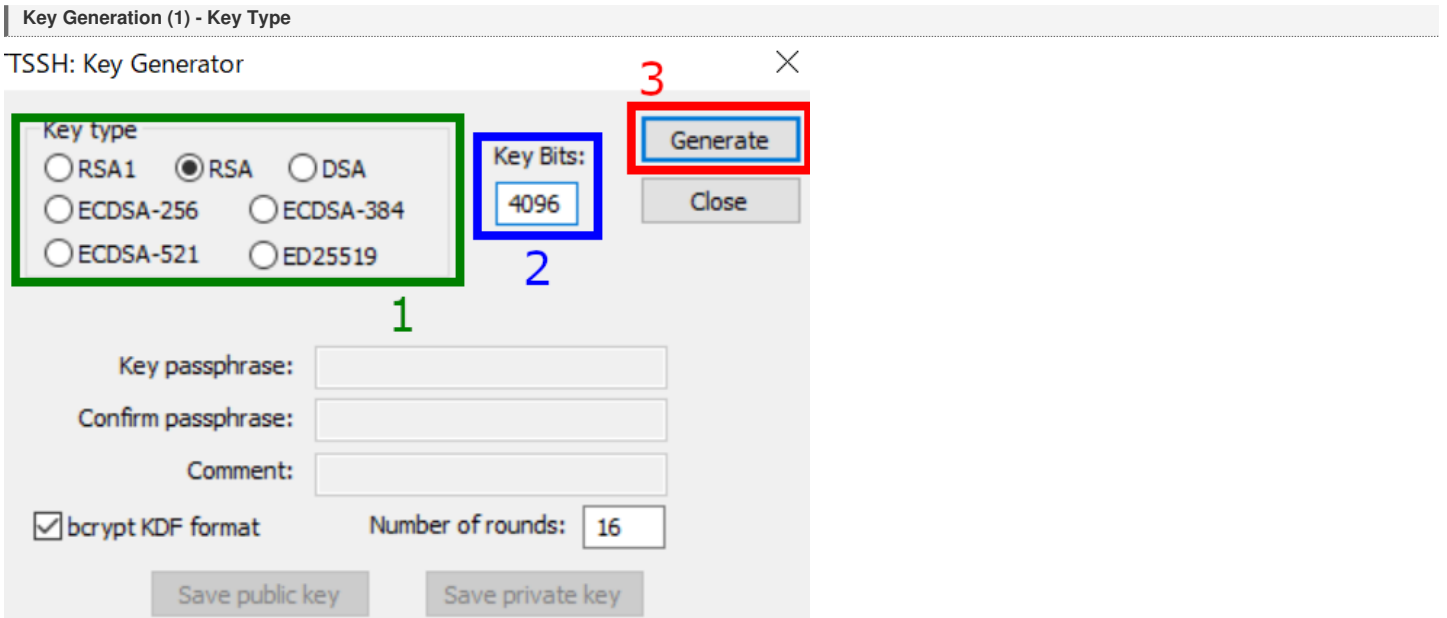 Key Generation (1) - Key Type
TSSH: Key Generator
3
Key type
RSA1 RSA DSA
ECDSA-256 ECDSA-384
ECDSA-521 ED25519
1
Key Bits:
4096
2
Generate
Close
Key passphrase:
Confirm passphrase:
Comment:
bcrypt KDF format Number of rounds: 16
Save public key Save private key